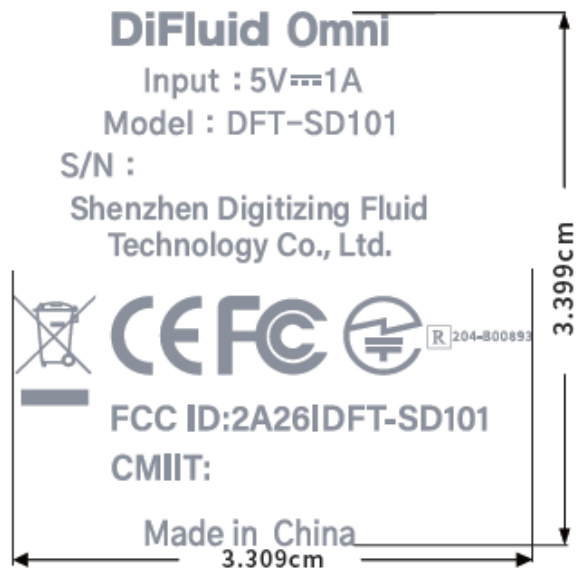 DiFluid Omni
Input : 5V⎓1A
Model : DFT-SD101
S/N :
Shenzhen Digitizing Fluid
Technology Co., Ltd.
CE FC R 204-B00893
FCC ID:2A26IDFT-SD101
CMIIT:
Made in China
3.309cm
3.399cm